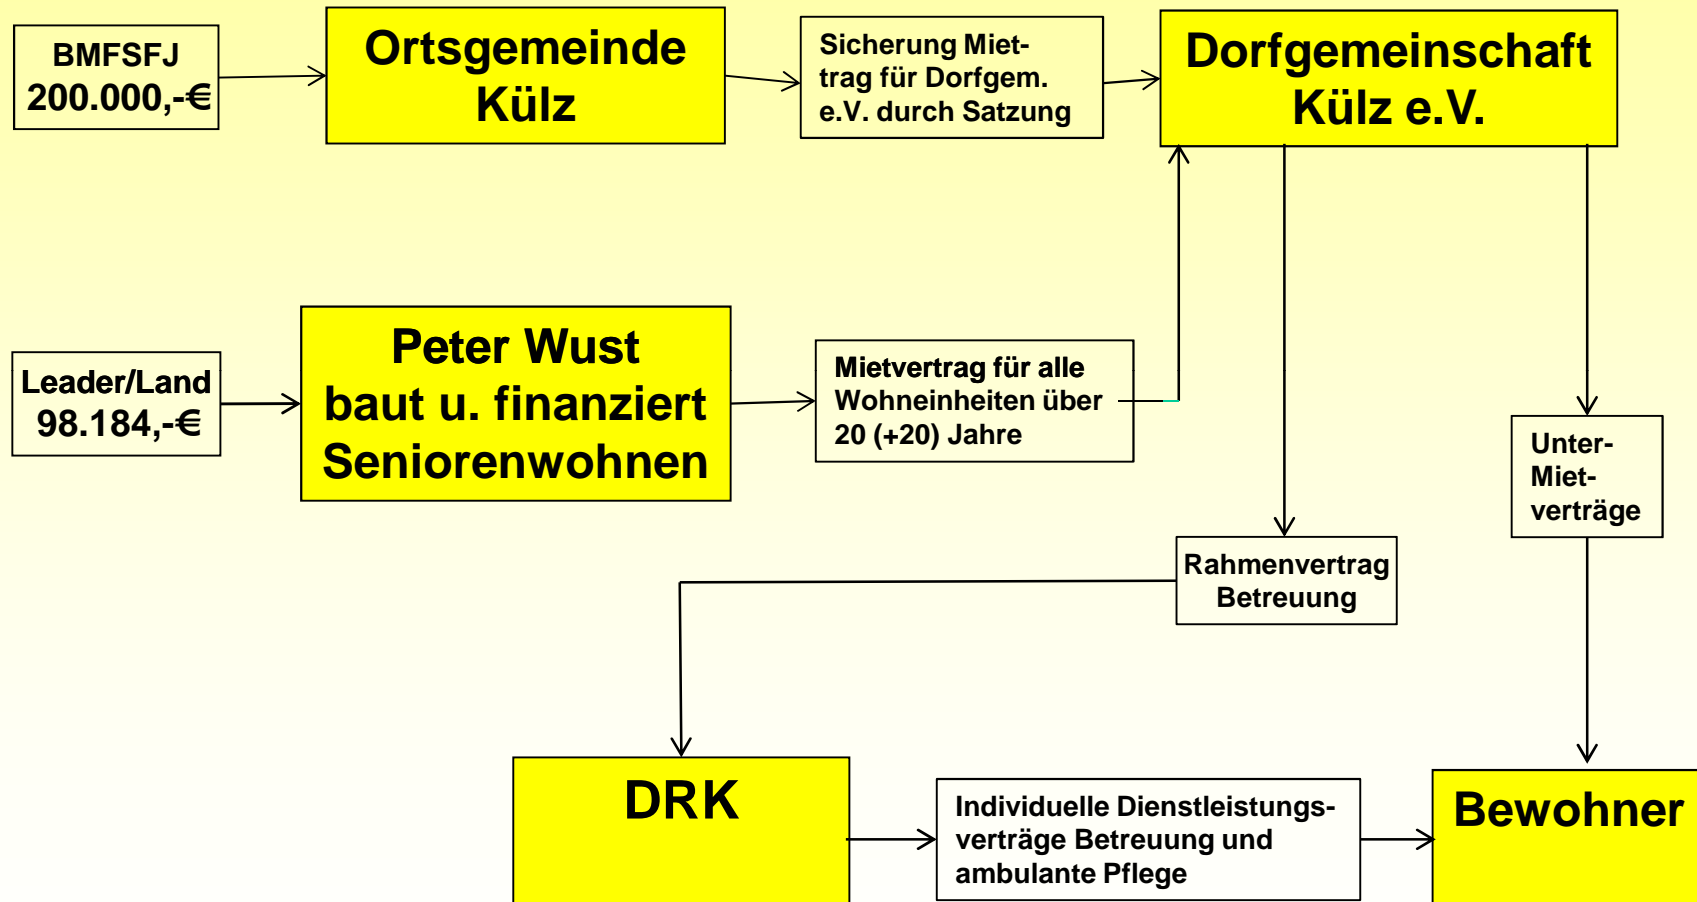 BMFSFJ
200.000,-€
Ortsgemeinde
Külz
Sicherung Miet-
trag für Dorfgem.
e.V. durch Satzung
Dorfgemeinschaft
Külz e.V.
Leader/Land
98.184,-€
Peter Wust
baut u. finanziert
Seniorenwohnen
Mietvertrag für alle
Wohneinheiten über
20 (+20) Jahre
Unter-
Miet-
verträge
Rahmenvertrag
Betreuung
DRK
Individuelle Dienstleistungs-
verträge Betreuung und
ambulante Pflege
Bewohner